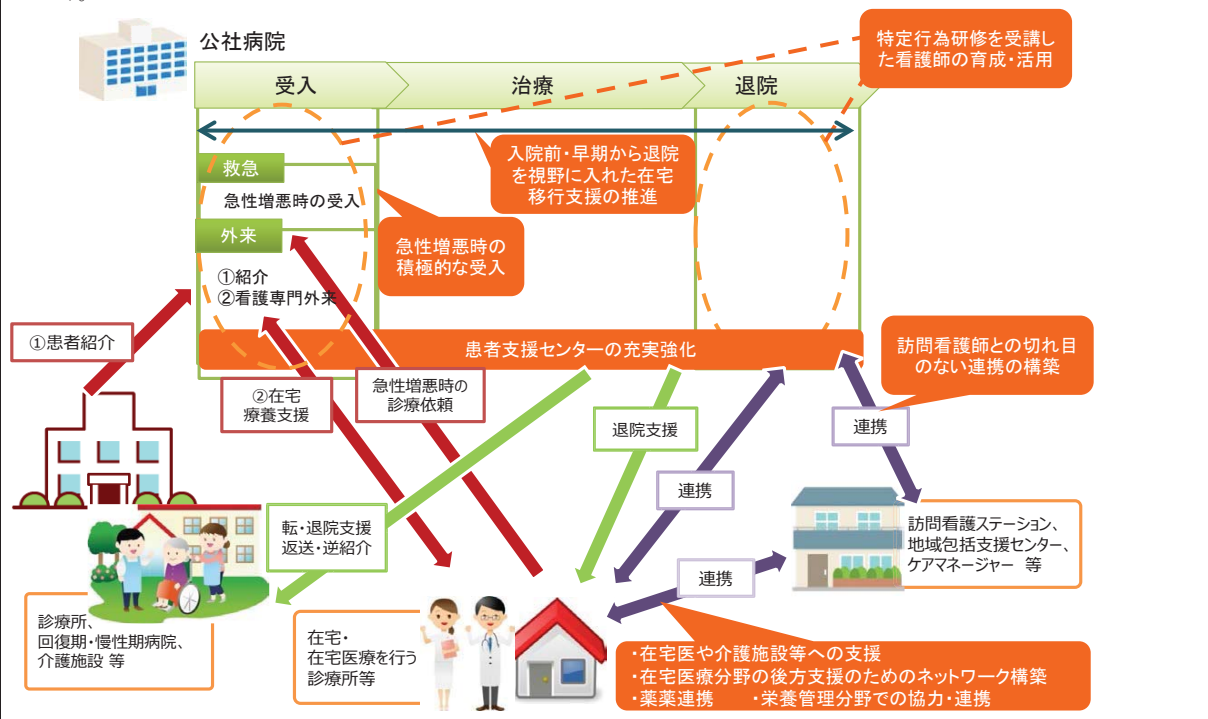 公社病院
受入
治療
退院
特定行為研修を受講し
た看護師の育成・活用
入院前・早期から退院
を視野に入れた在宅
移行支援の推進
救急
急性増悪時の受入
外来
急性増悪時の
積極的な受入
①紹介
②看護専門外来
患者支援センターの充実強化
①患者紹介
②在宅
療養支援
急性増悪時の
診療依頼
退院支援
訪問看護師との切れ目
のない連携の構築
連携
連携
転・退院支援
返送・逆紹介
訪問看護ステーション、
地域包括支援センター、
ケアマネージャー 等
連携
診療所、
回復期・慢性期病院、
介護施設 等
在宅・
在宅医療を行う
診療所等
・在宅医や介護施設等への支援
・在宅医療分野の後方支援のためのネットワーク構築
・薬薬連携 ・栄養管理分野での協力・連携